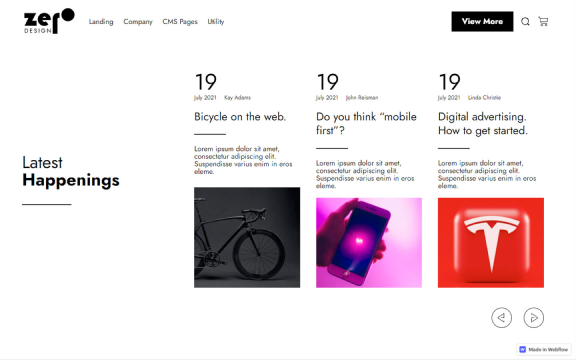 zero
DESIGN
Landing Company CMS Pages Utility
View More
Latest
Happenings
19
July 2021 Kay Adams
Bicycle on the web.
Lorem ipsum dolor sit amet,
consectetur adipiscing elit.
Suspendisse varius enim in eros
eleme.
19
July 2021 John Reisman
Do you think “mobile
first”?
Lorem ipsum dolor sit amet,
consectetur adipiscing elit.
Suspendisse varius enim in eros
eleme.
19
July 2021 Linda Christie
Digital advertising.
How to get started.
Lorem ipsum dolor sit amet,
consectetur adipiscing elit.
Suspendisse varius enim in eros
eleme.
Made in Webflow